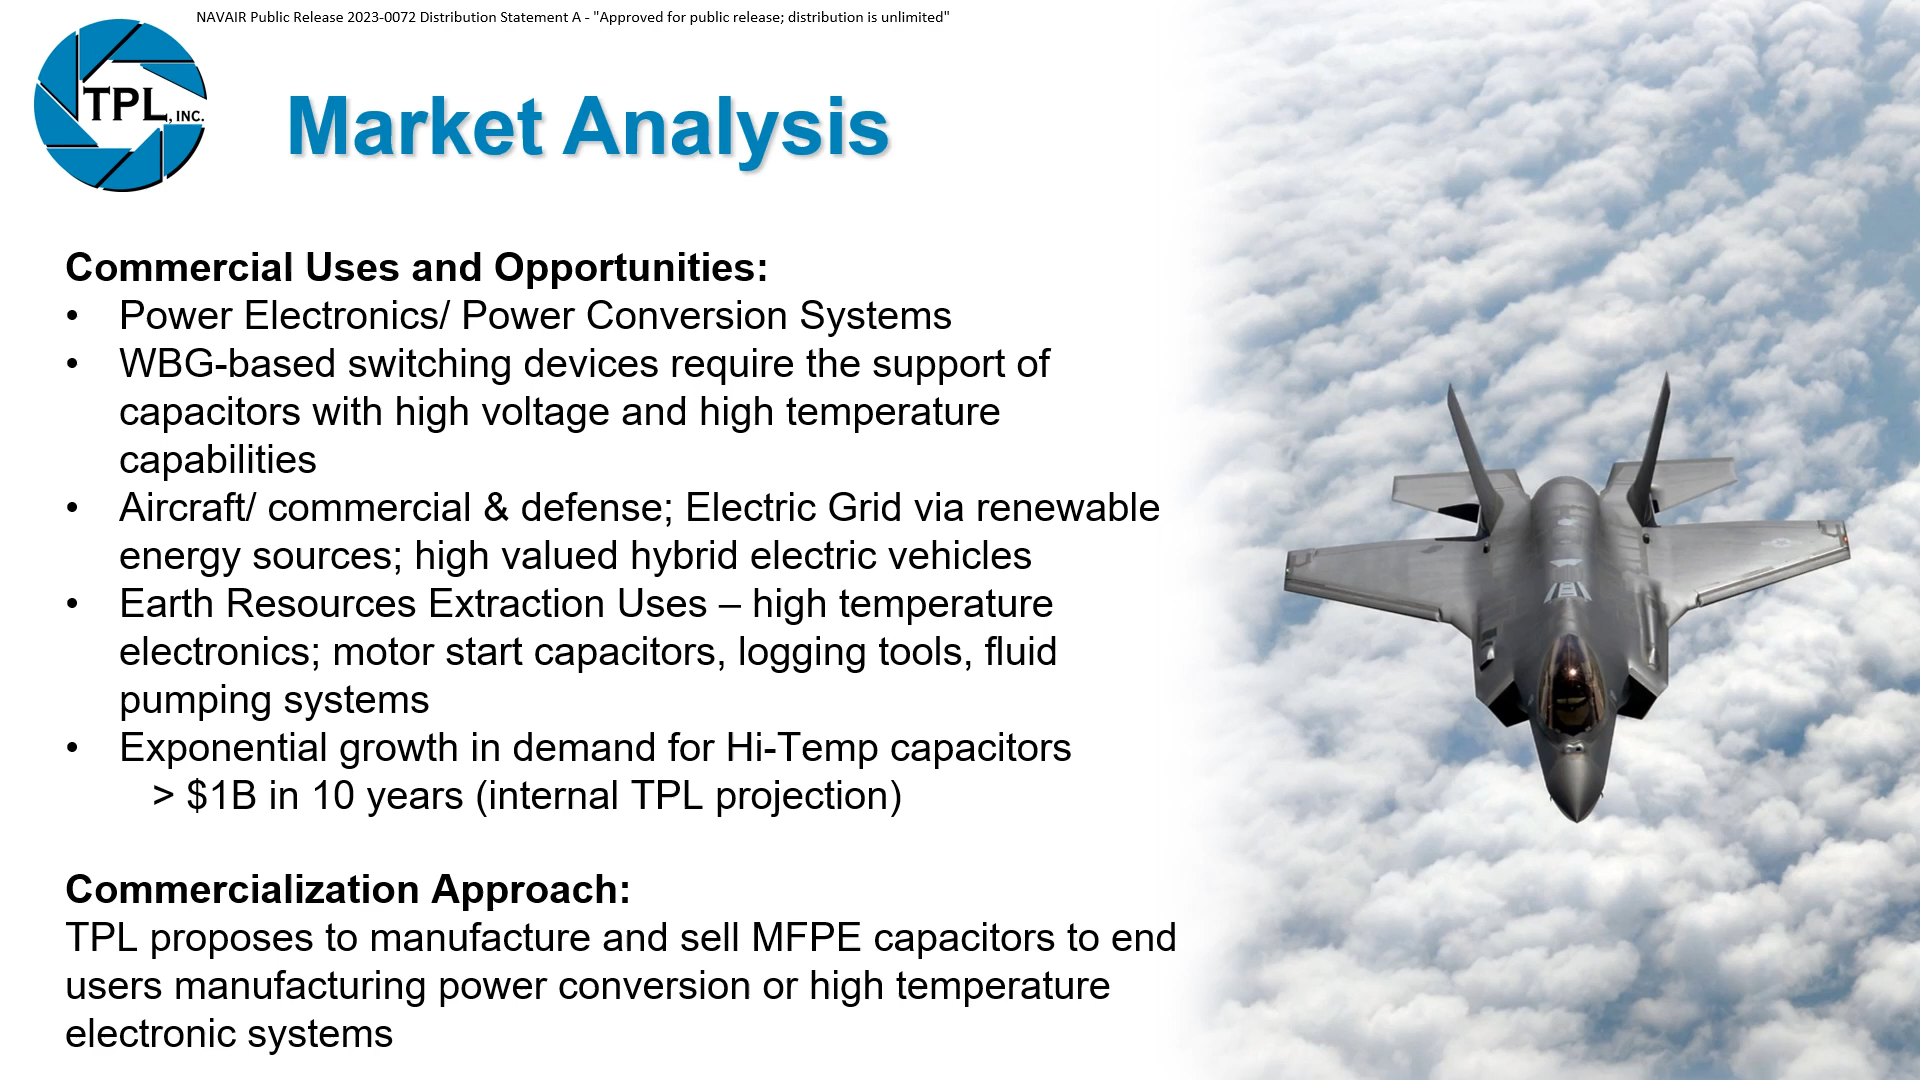 NAVAIR Public Release 2023-0072 Distribution Statement A - "Approved for public release; distribution is unlimited"
TPL, INC.
Market Analysis
Commercial Uses and Opportunities:
• Power Electronics/ Power Conversion Systems
• WBG-based switching devices require the support of
capacitors with high voltage and high temperature
capabilities
• Aircraft/ commercial & defense; Electric Grid via renewable
energy sources; high valued hybrid electric vehicles
• Earth Resources Extraction Uses – high temperature
electronics; motor start capacitors, logging tools, fluid
pumping systems
• Exponential growth in demand for Hi-Temp capacitors
> $1B in 10 years (internal TPL projection)
Commercialization Approach:
TPL proposes to manufacture and sell MFPE capacitors to end
users manufacturing power conversion or high temperature
electronic systems